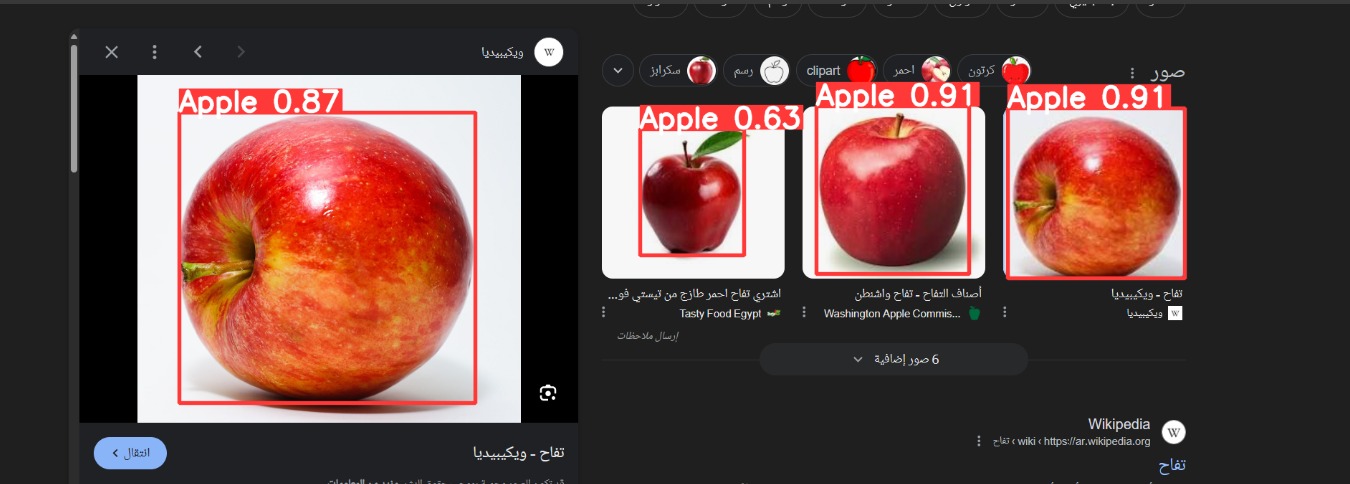 ويكيبيديا
W
Apple 0.87
انتقال
تفاح - ويكيبيديا
صور
كرتون
احمر
clipart
رسم
سكرابز
Apple 0.91
تفاح - ويكيبيديا
W ويكيبيديا
Apple 0.91
أصناف التفاح - تفاح واشنطن
Washington Apple Commis...
Apple 0.63
اشتري تفاح احمر طازج من تيستي فو...
Tasty Food Egypt
إرسال ملاحظات
6 صور إضافية
W
Wikipedia
https://ar.wikipedia.org › wiki › تفاح
تفاح